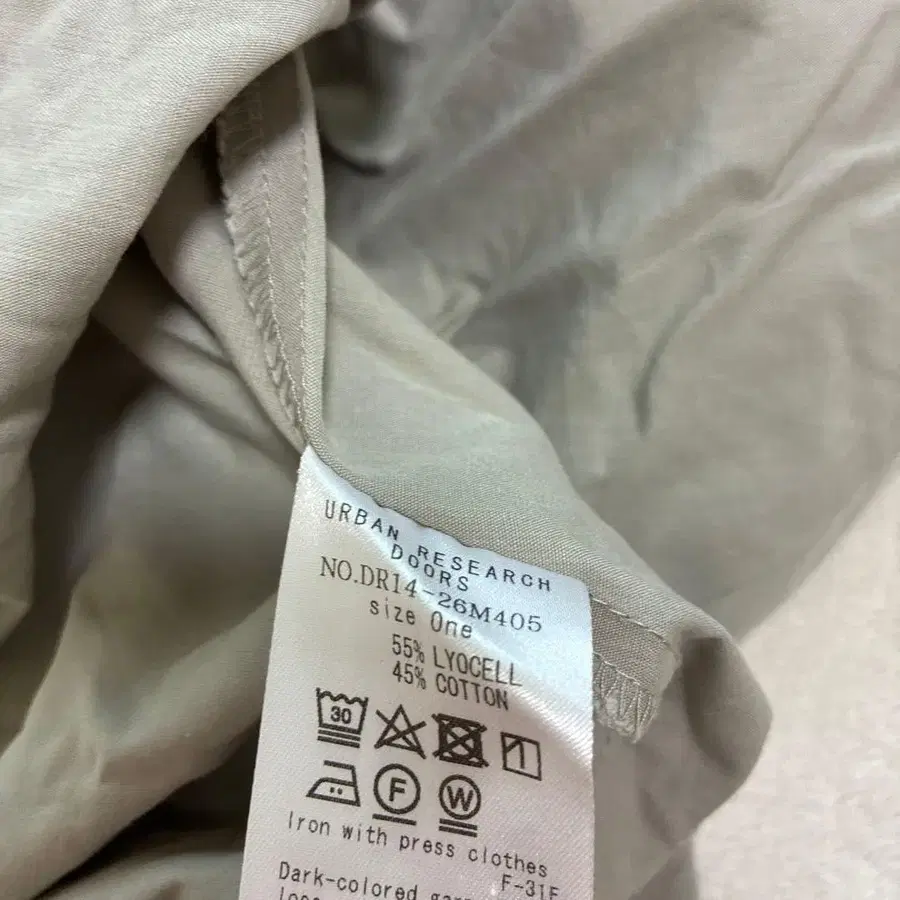 URBAN RESEARCH
DOORS
NO.DR14-26M405
size One
55% LYOCELL
45% COTTON
30
F W
Iron with press clothes
F-31F
Dark-colored